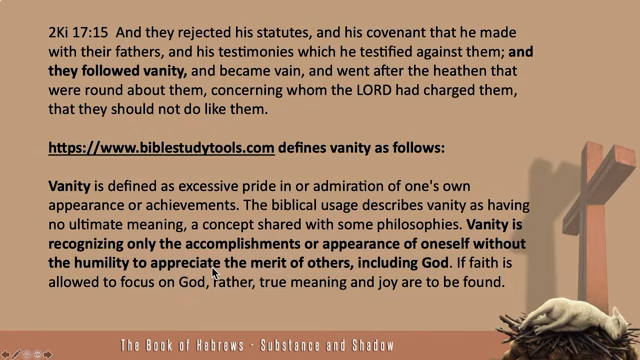 2Ki 17:15  And they rejected his statutes, and his covenant that he made
with their fathers, and his testimonies which he testified against them; and
they followed vanity, and became vain, and went after the heathen that
were round about them, concerning whom the LORD had charged them,
that they should not do like them.
https://www.biblestudytools.com defines vanity as follows:
Vanity is defined as excessive pride in or admiration of one's own
appearance or achievements. The biblical usage describes vanity as having
no ultimate meaning, a concept shared with some philosophies. Vanity is
recognizing only the accomplishments or appearance of oneself without
the humility to appreciate the merit of others, including God. If faith is
allowed to focus on God, rather, true meaning and joy are to be found.
The Book of Hebrews - Substance and Shadow